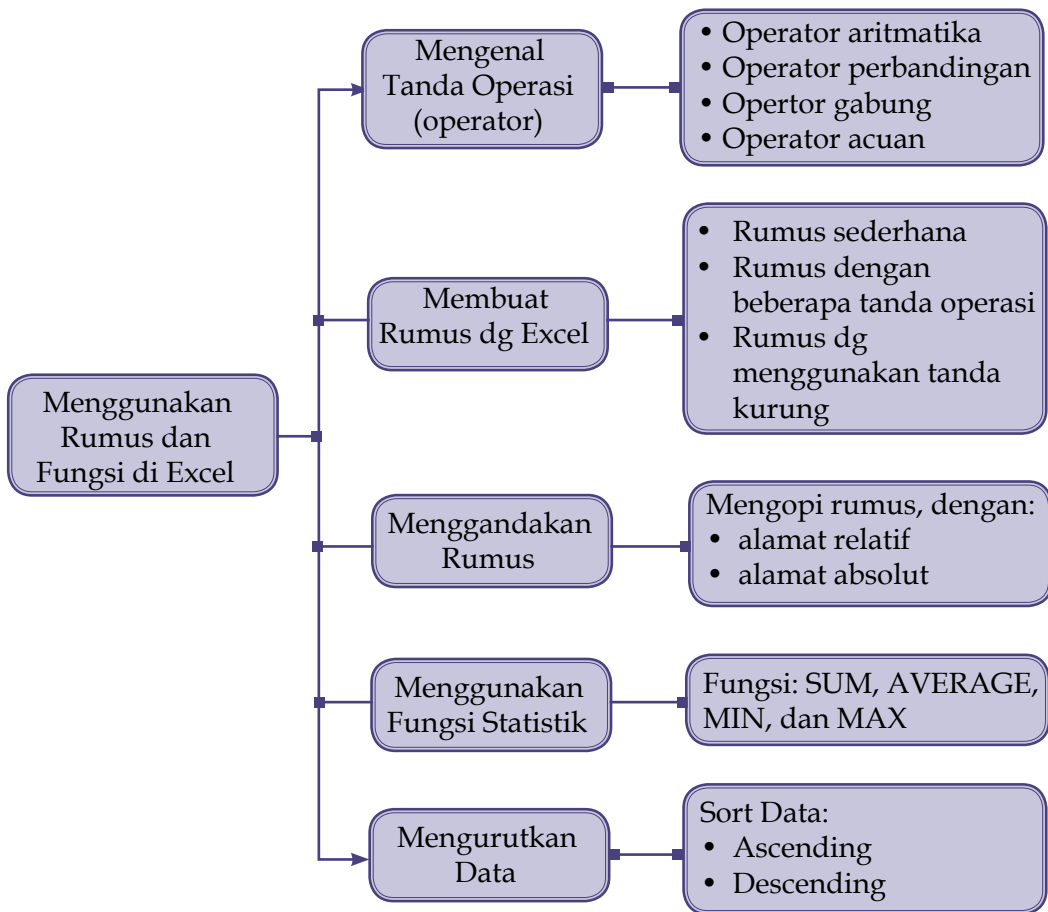 Mengenal
Tanda Operasi
(operator)
• Operator aritmatika
• Operator perbandingan
• Opertor gabung
• Operator acuan
Membuat
Rumus dg Excel
• Rumus sederhana
• Rumus dengan
beberapa tanda operasi
• Rumus dg
menggunakan tanda
kurung
Menggunakan
Rumus dan
Fungsi di Excel
Menggandakan
Rumus
Mengopi rumus, dengan:
• alamat relatif
• alamat absolut
Menggunakan
Fungsi Statistik
Fungsi: SUM, AVERAGE,
MIN, dan MAX
Mengurutkan
Data
Sort Data:
• Ascending
• Descending